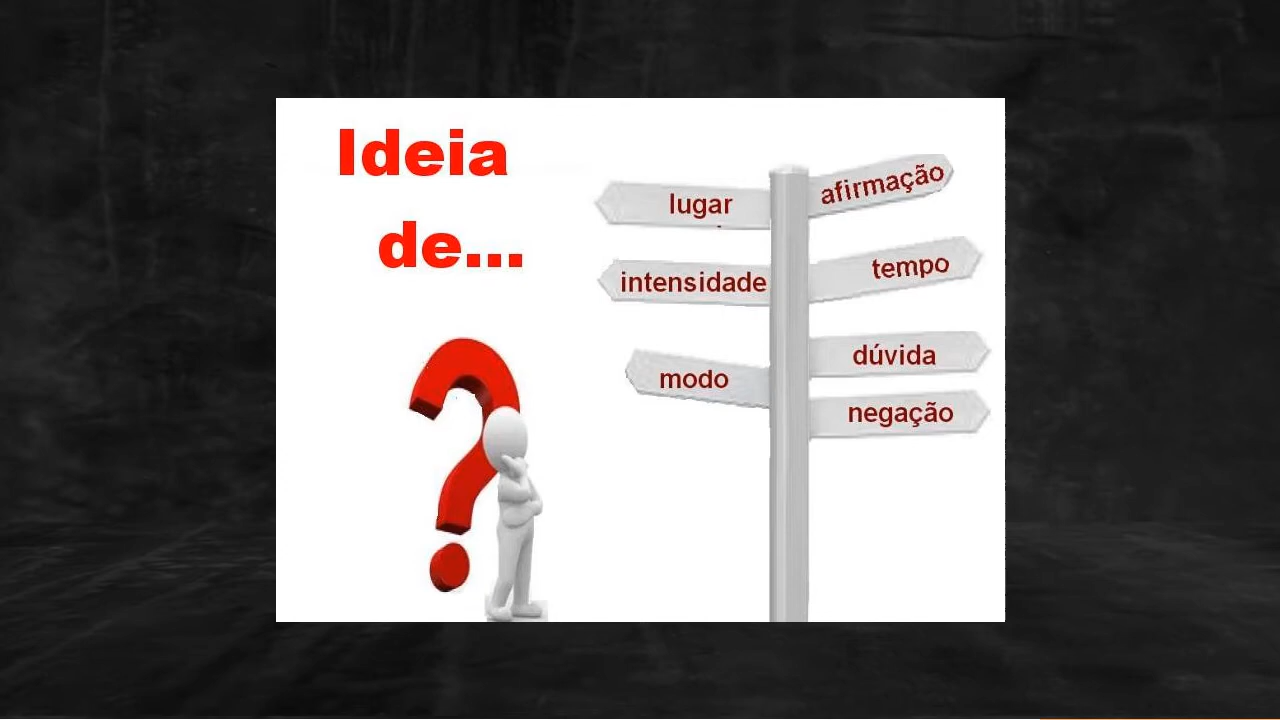 Ideia
de...
lugar
afirmação
intensidade
tempo
modo
dúvida
negação